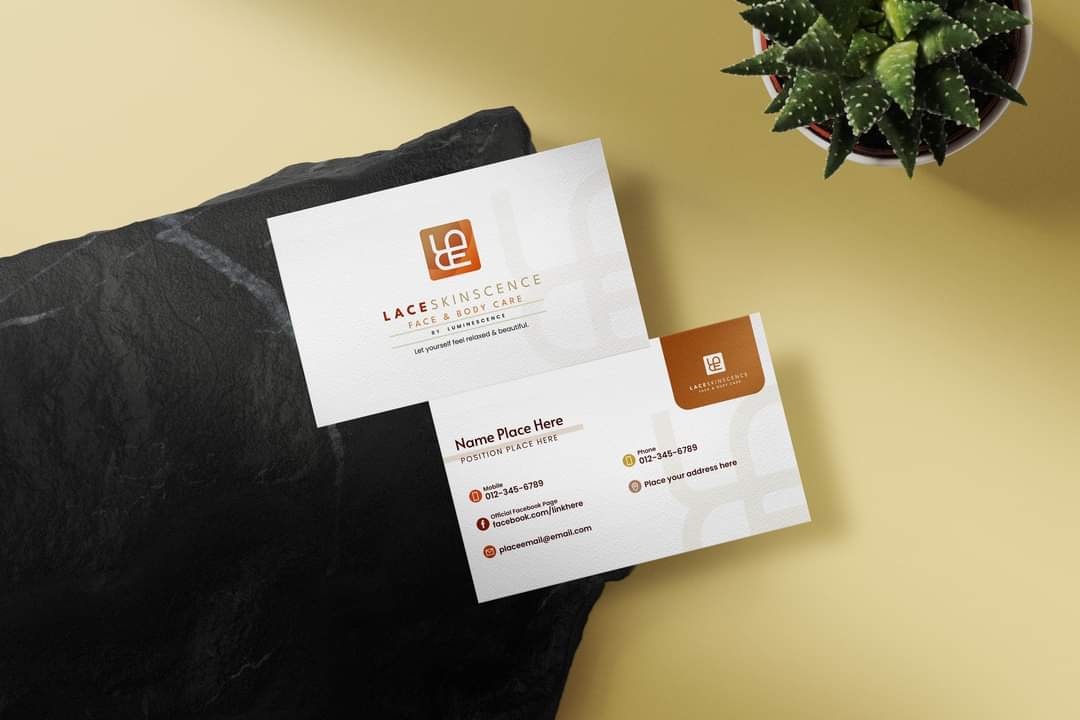 LACE
LACESKINSCENCE
FACE & BODY CARE
BY LUMINESCENCE
Let yourself feel relaxed & beautiful.
LACE
LACESKINSCENCE
FACE & BODY CARE
Name Place Here
POSITION PLACE HERE
Mobile
012-345-6789
Official Facebook Page
facebook.com/linkhere
placeemail@email.com
Phone
012-345-6789
Place your address here